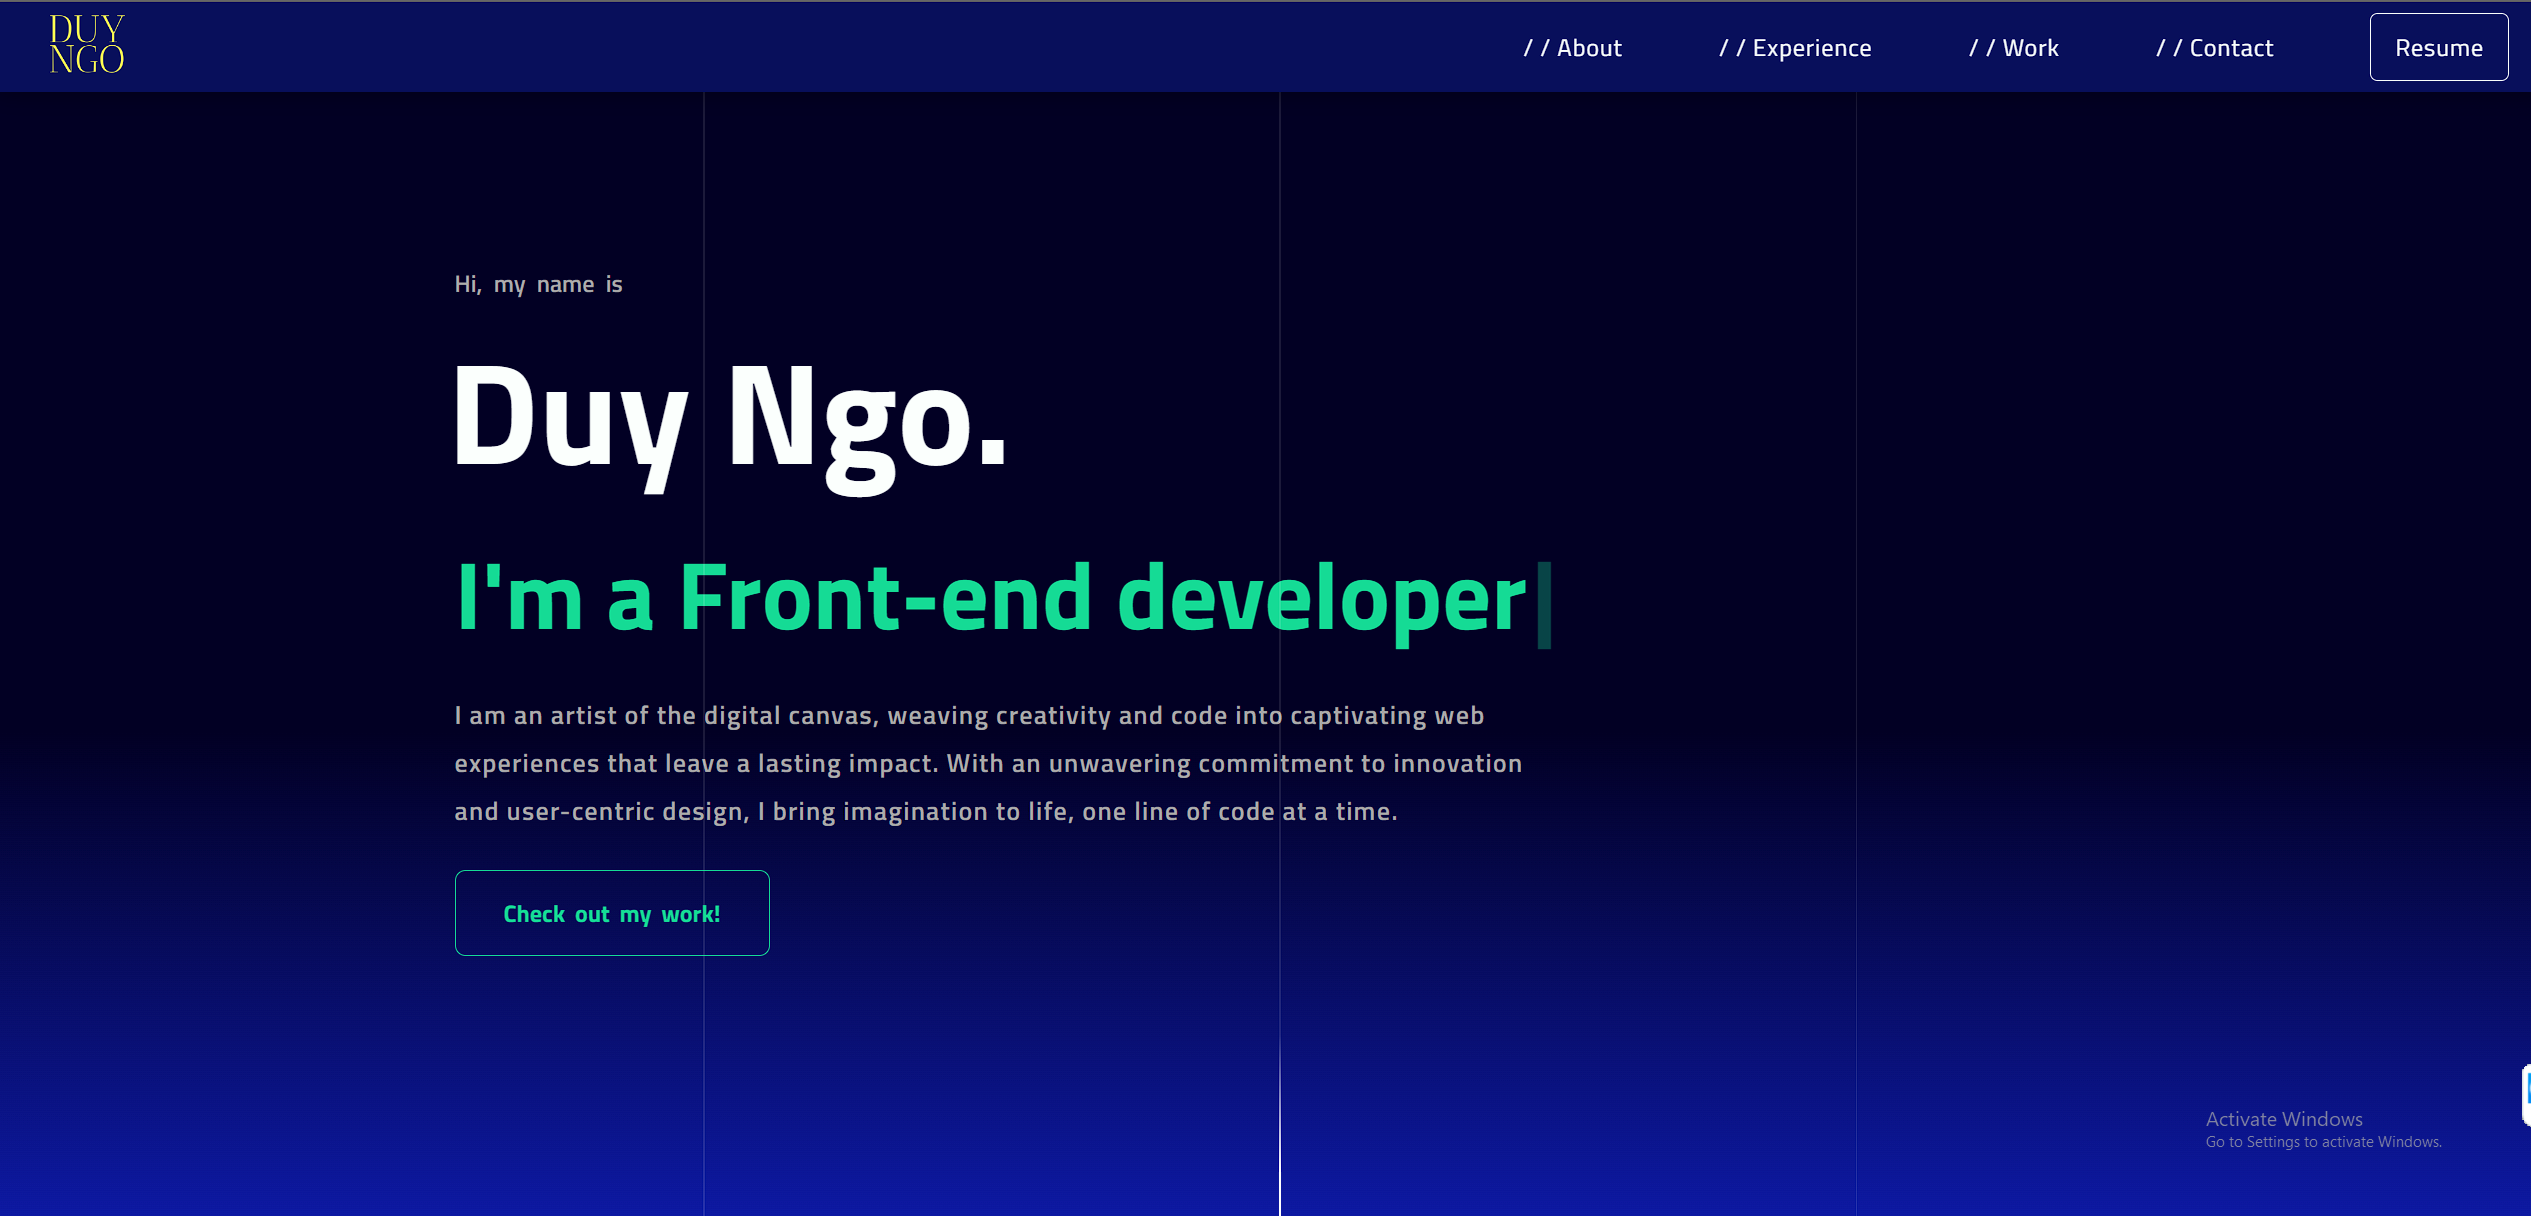 DUY
NGO
/ / About
/ / Experience
/ / Work
/ / Contact
Resume
Hi, my name is
Duy Ngo.
I'm a Front-end developer|
I am an artist of the digital canvas, weaving creativity and code into captivating web
experiences that leave a lasting impact. With an unwavering commitment to innovation
and user-centric design, I bring imagination to life, one line of code at a time.
Check out my work!
Activate Windows
Go to Settings to activate Windows.